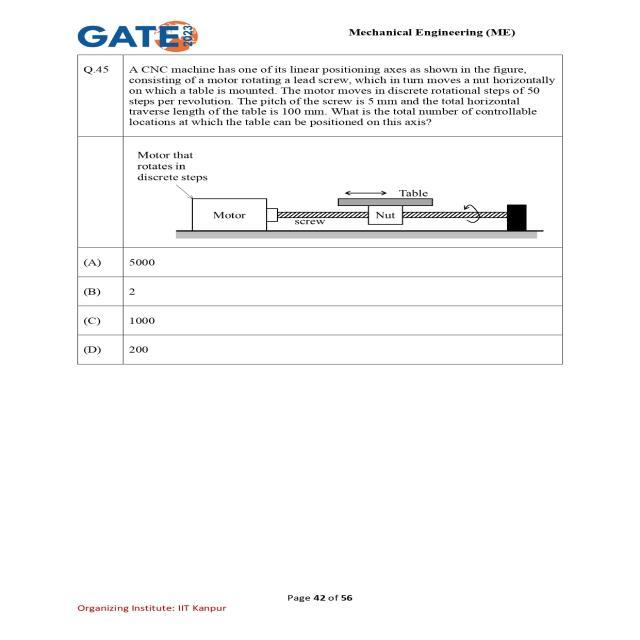 GATE 2023
Mechanical Engineering (ME)
Q.45
A CNC machine has one of its linear positioning axes as shown in the figure,
consisting of a motor rotating a lead screw, which in turn moves a nut horizontally
on which a table is mounted. The motor moves in discrete rotational steps of 50
steps per revolution. The pitch of the screw is 5 mm and the total horizontal
traverse length of the table is 100 mm. What is the total number of controllable
locations at which the table can be positioned on this axis?
Motor that
rotates in
discrete steps
Table
Motor
Nut
screw
(A) 5000
(B) 2
(C) 1000
(D) 200
Page 42 of 56
Organizing Institute: IIT Kanpur